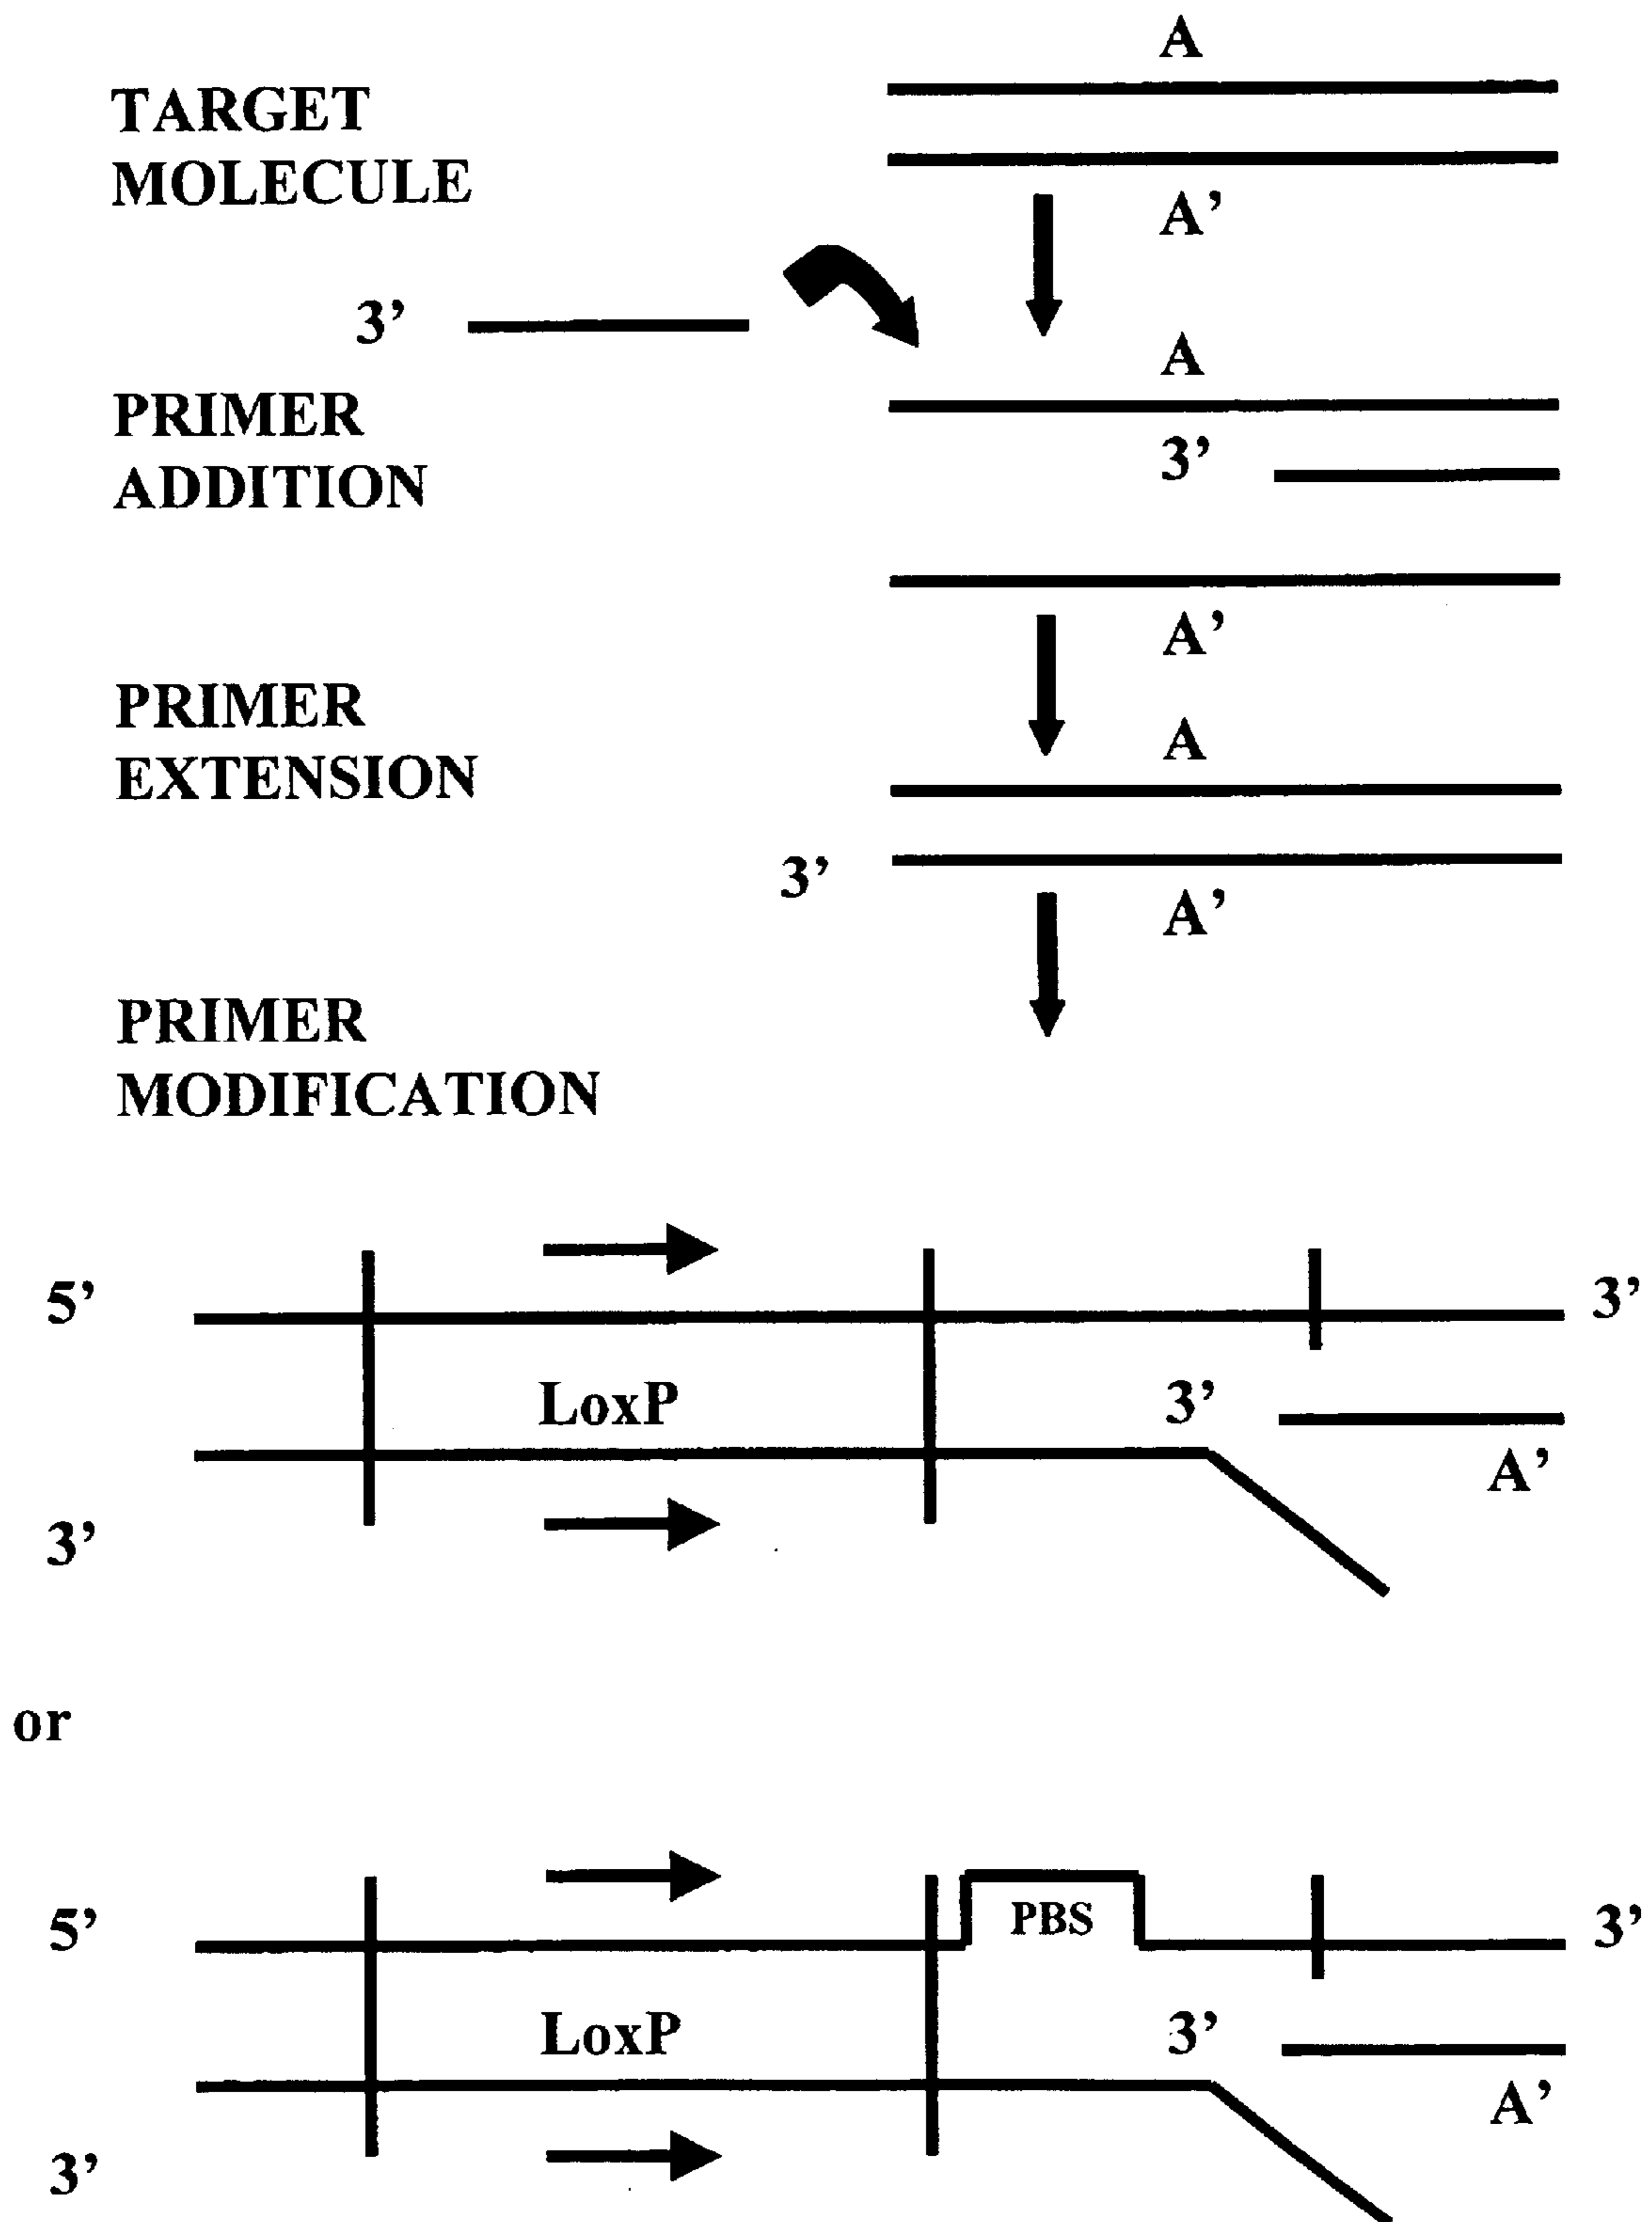 A
TARGET
MOLECULE
A’
3’
A
PRIMER
ADDITION
3’
A’
PRIMER
EXTENSION
A
3’
A’
PRIMER
MODIFICATION
5’ 3’
LoxP 3’
A’
3’
or
5’ PBS 3’
LoxP 3’
A’
3’